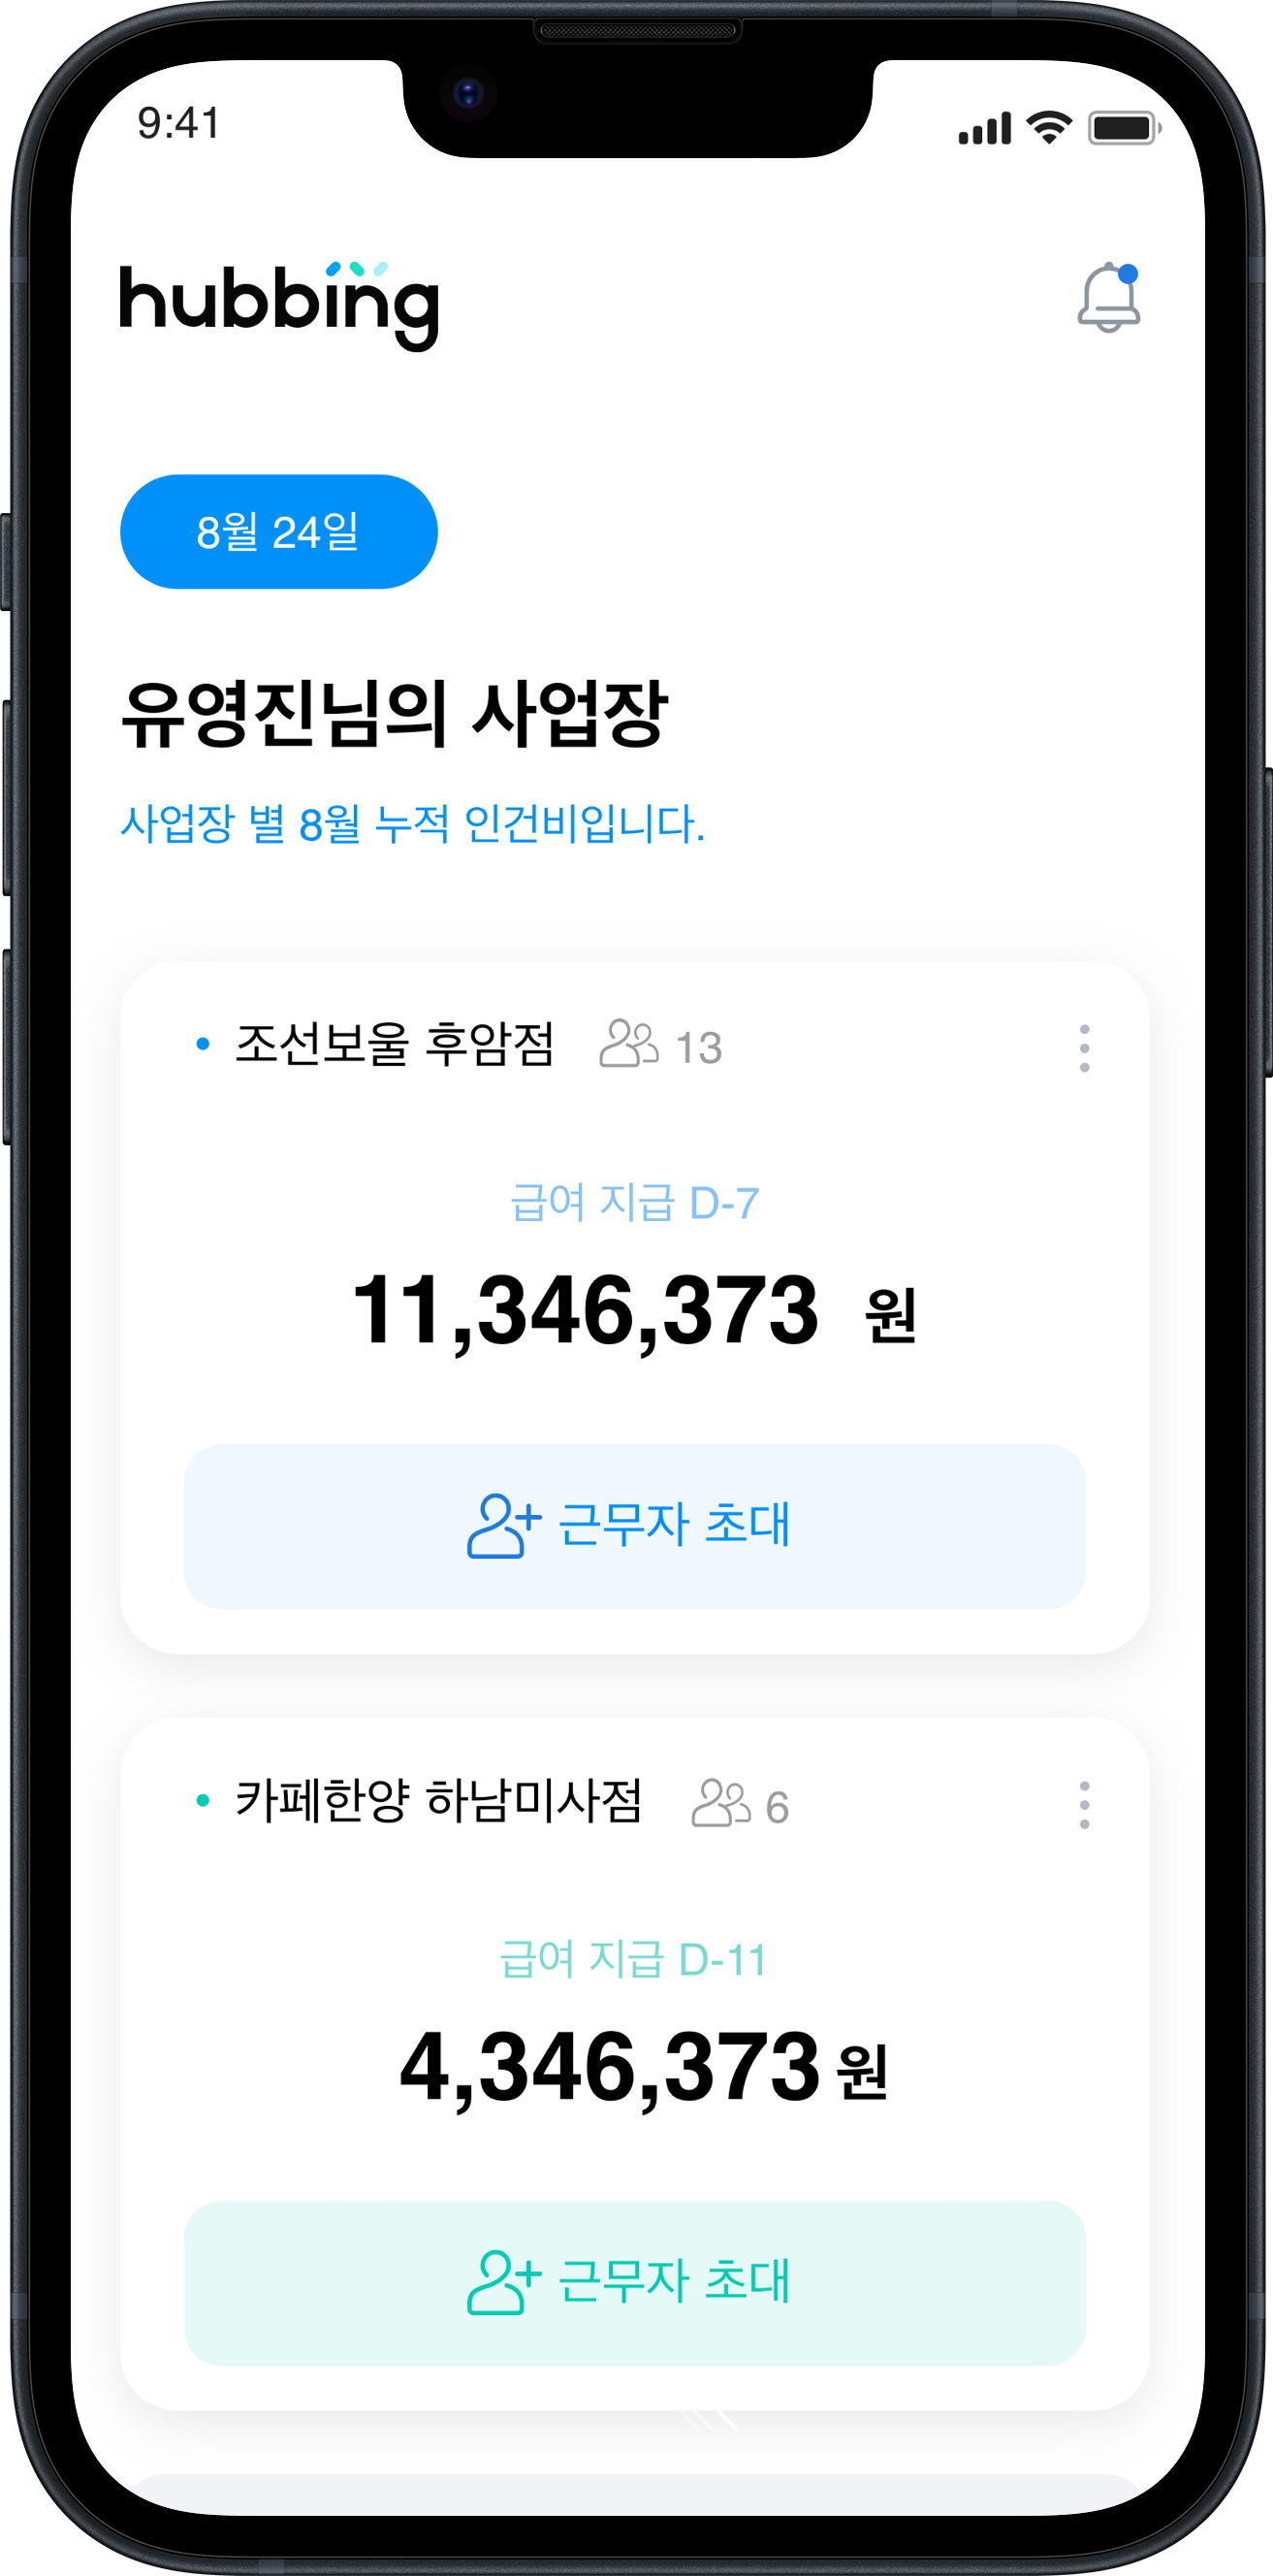 9:41
hubbing
8월 24일
유영진님의 사업장
사업장 별 8월 누적 인건비입니다.
조선보울 후암점 13
급여 지급 D-7
11,346,373 원
근무자 초대
카페한양 하남미사점 6
급여 지급 D-11
4,346,373 원
근무자 초대